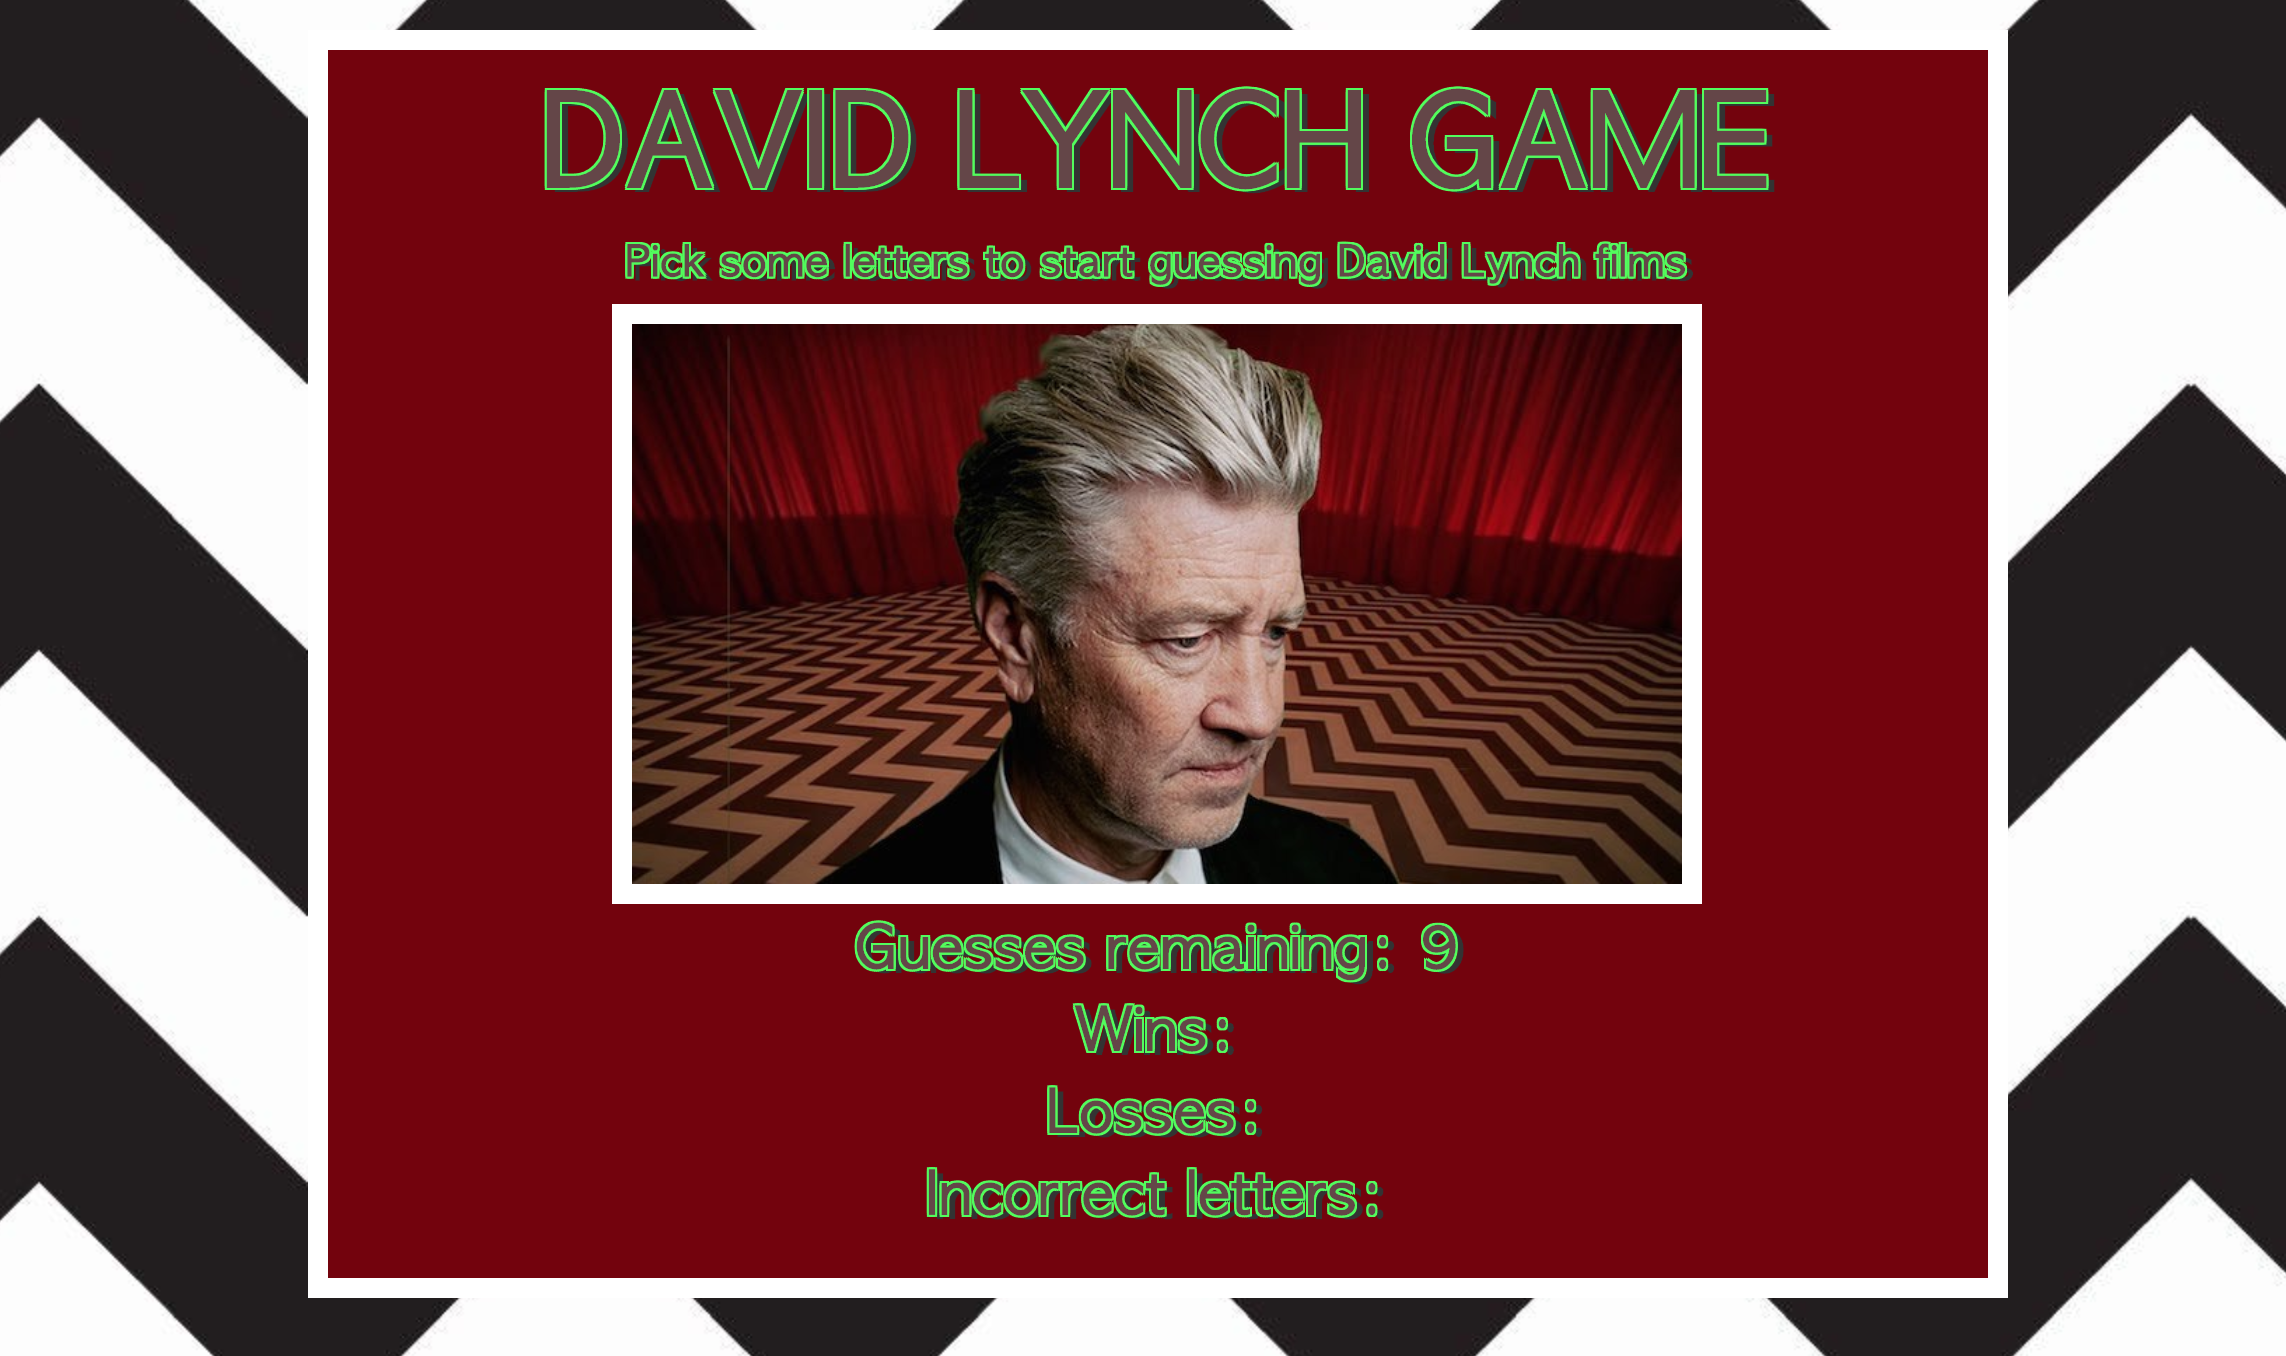 DAVID LYNCH GAME
Pick some letters to start guessing David Lynch films
Guesses remaining: 9
Wins:
Losses:
Incorrect letters: